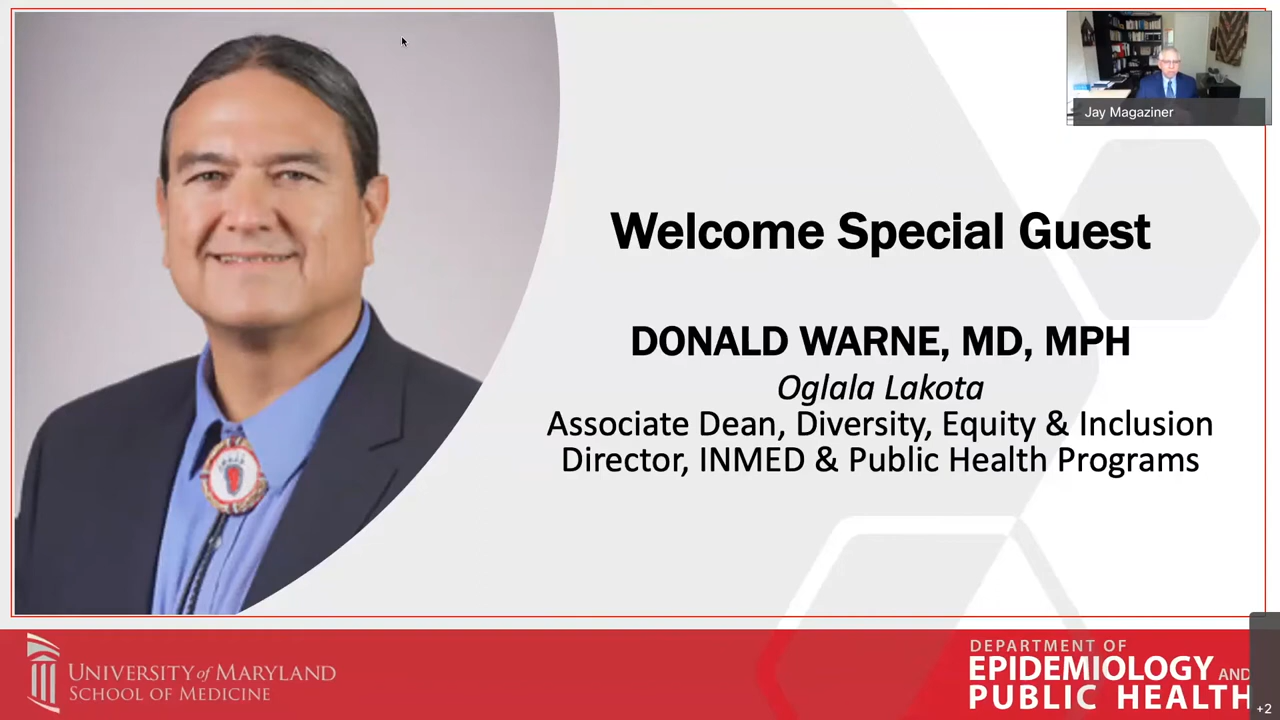 Jay Magaziner
Welcome Special Guest
DONALD WARNE, MD, MPH
Oglala Lakota
Associate Dean, Diversity, Equity & Inclusion
Director, INMED & Public Health Programs
UNIVERSITY of MARYLAND
SCHOOL OF MEDICINE
DEPARTMENT OF
EPIDEMIOLOGY AND
PUBLIC HEALTH
+2